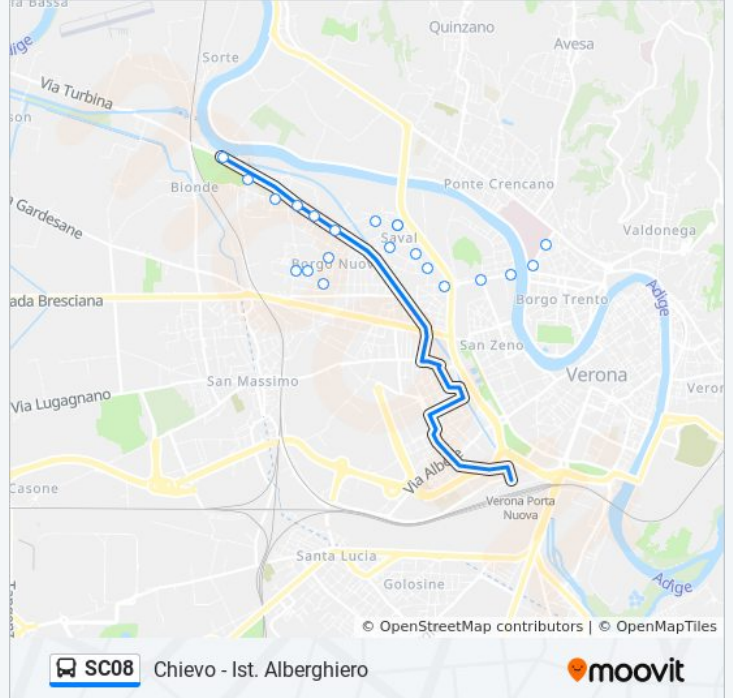 ia Bassa
Quinzano
Avesa
Sorte
Via Turbina
son
Bionde
Ponte Crencano
a Gardesane
Saval
Valdonega
Borgo Nuovo
ada Bresciana
Borgo Trento
Adige
San Zeno
San Massimo
Verona
Veron
Via Lugagnano
Via Albere
Casone
Verona Porta
Nuova
Santa Lucia
Golosine
Adige
© OpenStreetMap contributors | © OpenMapTiles
SC08 Chievo - Ist. Alberghiero
moovit